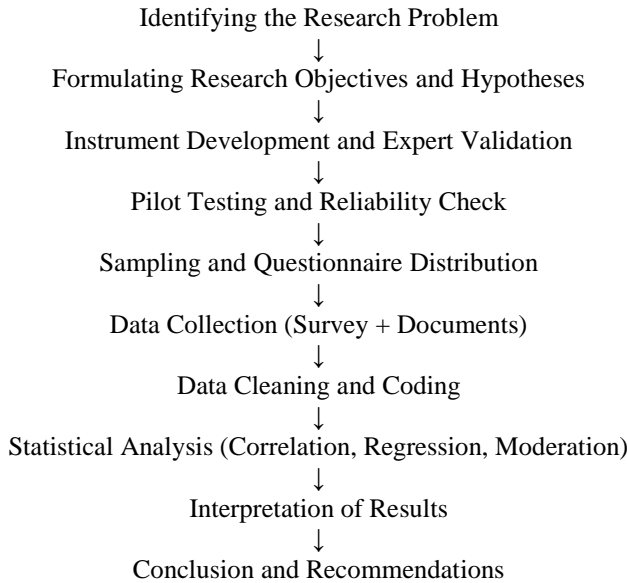 Identifying the Research Problem
↓
Formulating Research Objectives and Hypotheses
↓
Instrument Development and Expert Validation
↓
Pilot Testing and Reliability Check
↓
Sampling and Questionnaire Distribution
↓
Data Collection (Survey + Documents)
↓
Data Cleaning and Coding
↓
Statistical Analysis (Correlation, Regression, Moderation)
↓
Interpretation of Results
↓
Conclusion and Recommendations